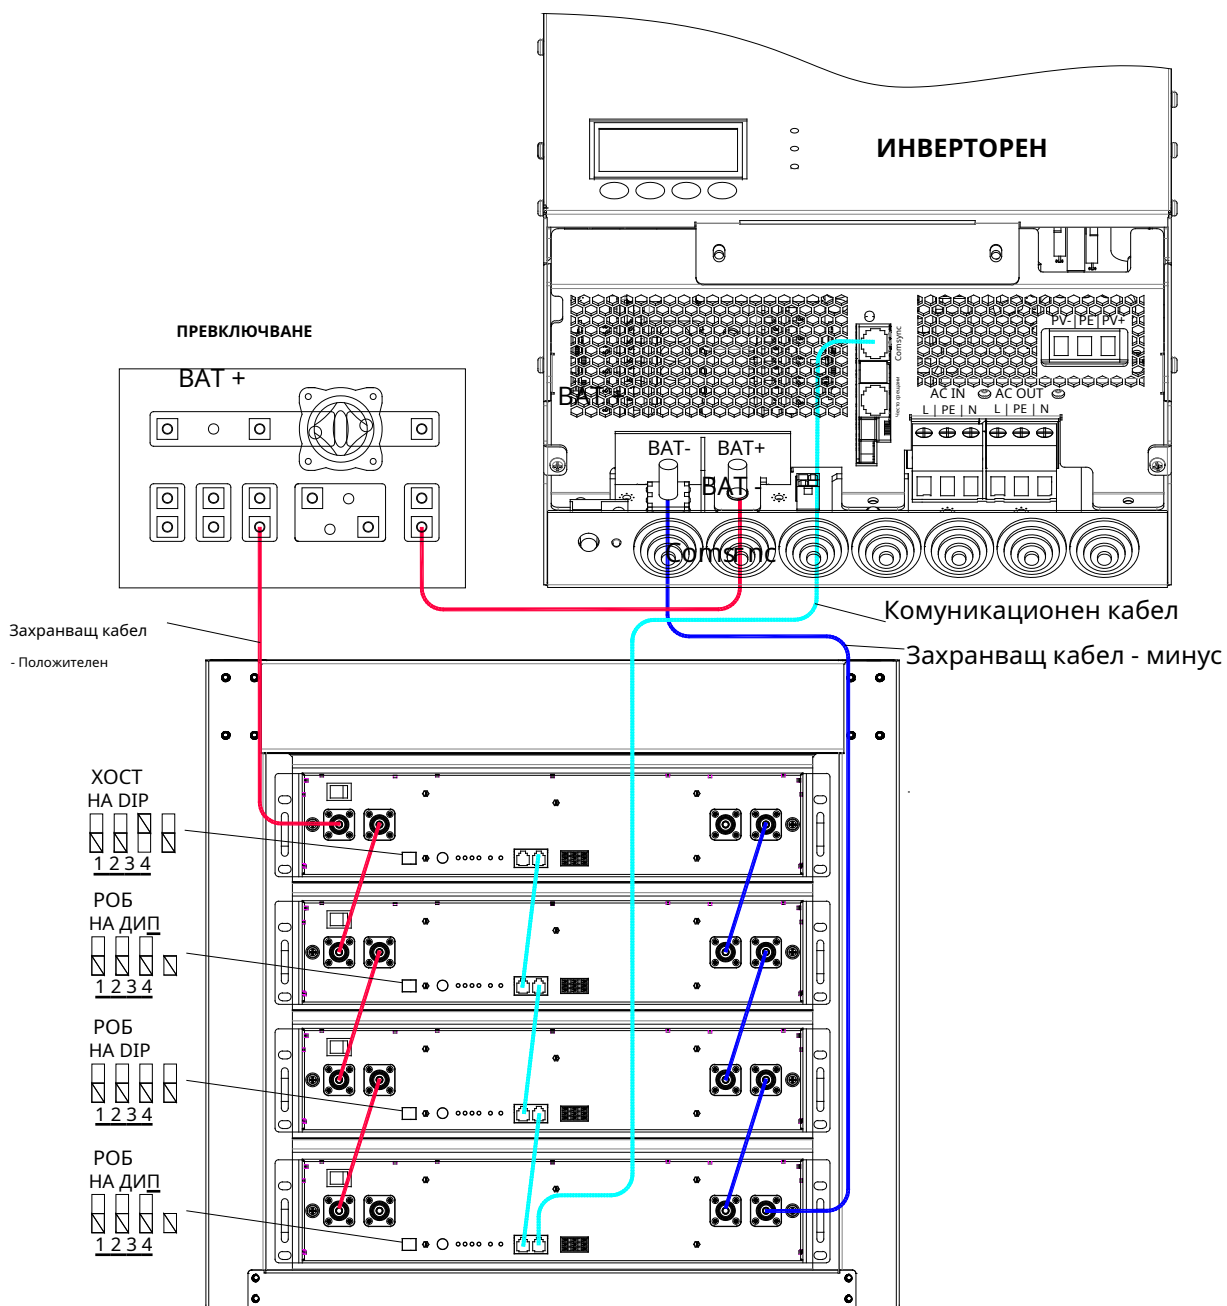 ИНВЕРТОРЕН
ПРЕВКЛЮЧВАНЕ
BAT +
PV- | PE | PV+
Comsync
BAT +
AC IN
AC OUT
L | PE | N
L | PE | N
BAT-
BAT+
BAT -
Comsync
Комуникационен кабел
Захранващ кабел
- Положителен
Захранващ кабел - минус
ХОСТ
НА DIP
1 2 3 4
РОБ
НА ДИП
1 2 3 4
РОБ
НА DIP
1 2 3 4
РОБ
НА ДИП
1 2 3 4